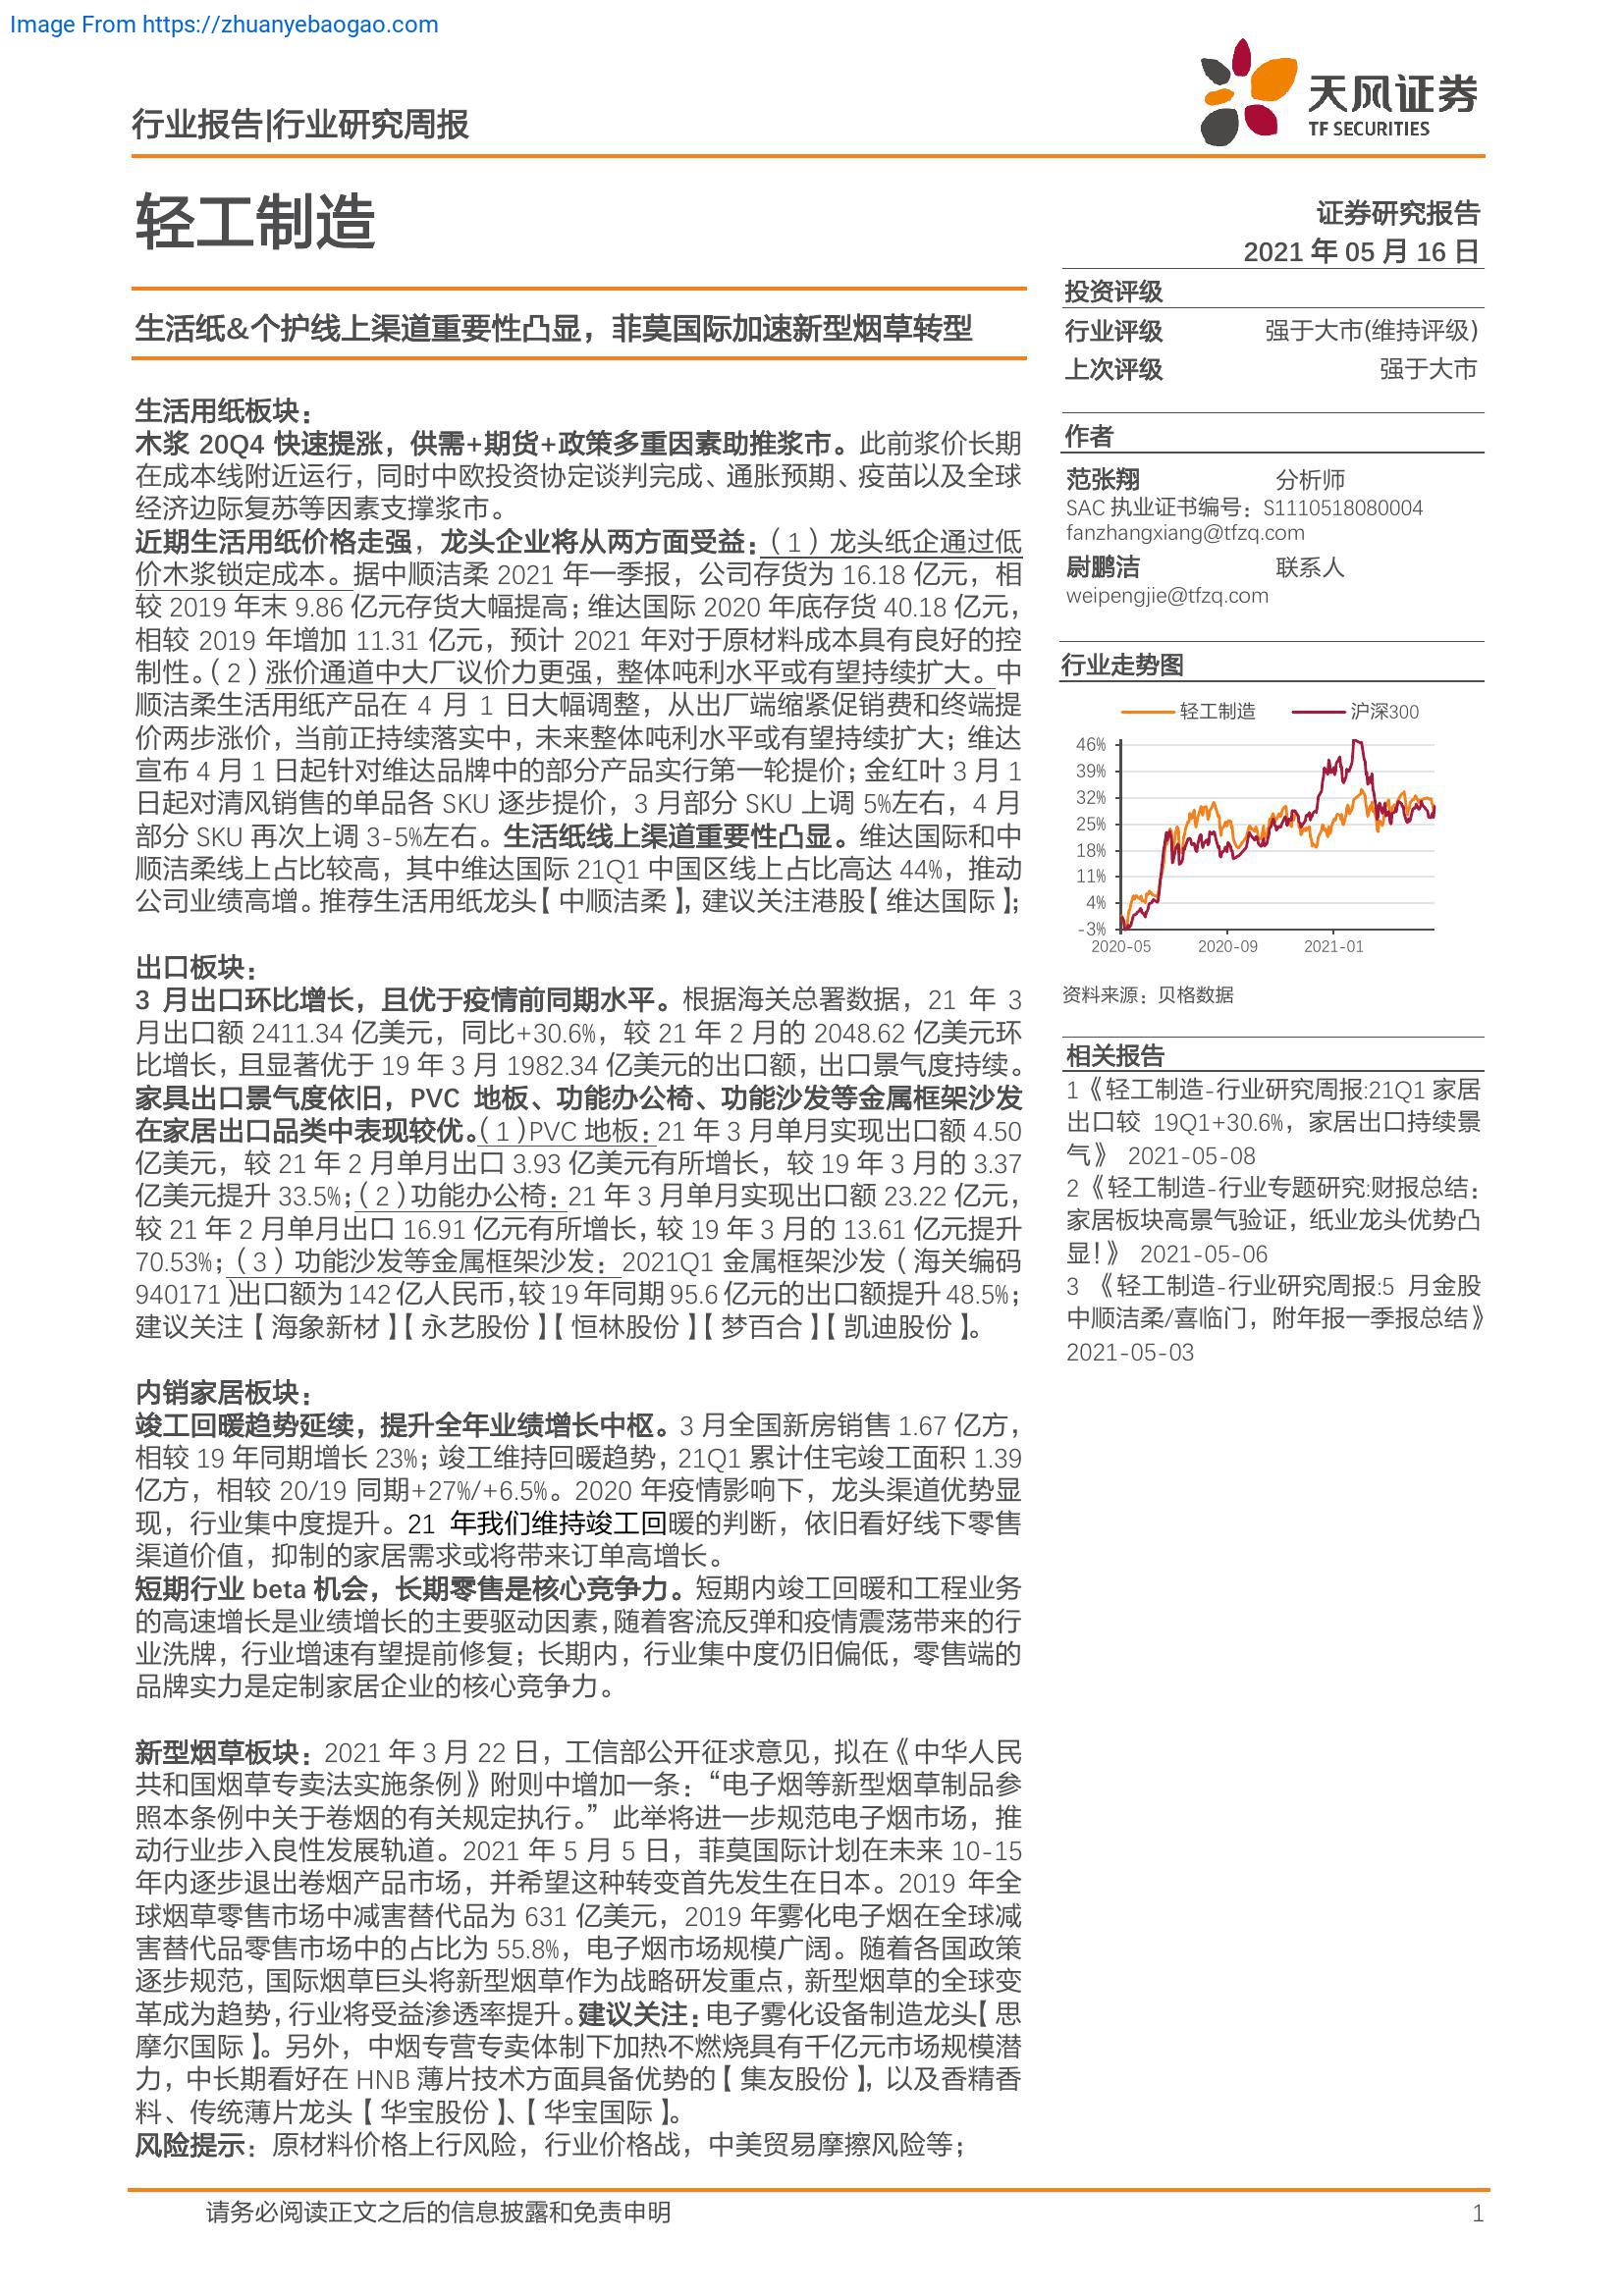 Image From https://zhuanyebaogao.com
行业报告|行业研究周报
天风证券
TF SECURITIES
轻工制造
证券研究报告
2021 年 05 月 16 日
生活纸&个护线上渠道重要性凸显，菲莫国际加速新型烟草转型
生活用纸板块：
木浆 20Q4 快速提涨，供需+期货+政策多重因素助推浆市。此前浆价长期
在成本线附近运行，同时中欧投资协定谈判完成、通胀预期、疫苗以及全球
经济边际复苏等因素支撑浆市。
近期生活用纸价格走强，龙头企业将从两方面受益：（1）龙头纸企通过低
价木浆锁定成本。据中顺洁柔 2021 年一季报，公司存货为 16.18 亿元，相
较 2019 年末 9.86 亿元存货大幅提高；维达国际 2020 年底存货 40.18 亿元，
相较 2019 年增加 11.31 亿元，预计 2021 年对于原材料成本具有良好的控
制性。（2）涨价通道中大厂议价力更强，整体吨利水平或有望持续扩大。中
顺洁柔生活用纸产品在 4 月 1 日大幅调整，从出厂端缩紧促销费和终端提
价两步涨价，当前正持续落实中，未来整体吨利水平或有望持续扩大；维达
宣布 4 月 1 日起针对维达品牌中的部分产品实行第一轮提价；金红叶 3 月 1
日起对清风销售的单品各 SKU 逐步提价，3 月部分 SKU 上调 5%左右，4 月
部分 SKU 再次上调 3-5%左右。生活纸线上渠道重要性凸显。维达国际和中
顺洁柔线上占比较高，其中维达国际 21Q1 中国区线上占比高达 44%，推动
公司业绩高增。推荐生活用纸龙头【中顺洁柔】，建议关注港股【维达国际】；
出口板块：
3 月出口环比增长，且优于疫情前同期水平。根据海关总署数据，21 年 3
月出口额 2411.34 亿美元，同比+30.6%，较 21 年 2 月的 2048.62 亿美元环
比增长，且显著优于 19 年 3 月 1982.34 亿美元的出口额，出口景气度持续。
家具出口景气度依旧，PVC 地板、功能办公椅、功能沙发等金属框架沙发
在家居出口品类中表现较优。（1）PVC 地板：21 年 3 月单月实现出口额 4.50
亿美元，较 21 年 2 月单月出口 3.93 亿美元有所增长，较 19 年 3 月的 3.37
亿美元提升 33.5%；（2）功能办公椅：21 年 3 月单月实现出口额 23.22 亿元，
较 21 年 2 月单月出口 16.91 亿元有所增长，较 19 年 3 月的 13.61 亿元提升
70.53%；（3）功能沙发等金属框架沙发：2021Q1 金属框架沙发（海关编码
940171）出口额为 142 亿人民币，较 19 年同期 95.6 亿元的出口额提升 48.5%；
建议关注【海象新材】【永艺股份】【恒林股份】【梦百合】【凯迪股份】。
内销家居板块：
竣工回暖趋势延续，提升全年业绩增长中枢。3 月全国新房销售 1.67 亿方，
相较 19 年同期增长 23%；竣工维持回暖趋势，21Q1 累计住宅竣工面积 1.39
亿方，相较 20/19 同期+27%/+6.5%。2020 年疫情影响下，龙头渠道优势显
现，行业集中度提升。21 年我们维持竣工回暖的判断，依旧看好线下零售
渠道价值，抑制的家居需求或将带来订单高增长。
短期行业 beta 机会，长期零售是核心竞争力。短期内竣工回暖和工程业务
的高速增长是业绩增长的主要驱动因素，随着客流反弹和疫情震荡带来的行
业洗牌，行业增速有望提前修复；长期内，行业集中度仍旧偏低，零售端的
品牌实力是定制家居企业的核心竞争力。
新型烟草板块：2021 年 3 月 22 日，工信部公开征求意见，拟在《中华人民
共和国烟草专卖法实施条例》附则中增加一条：“电子烟等新型烟草制品参
照本条例中关于卷烟的有关规定执行。” 此举将进一步规范电子烟市场，推
动行业步入良性发展轨道。2021 年 5 月 5 日，菲莫国际计划在未来 10-15
年内逐步退出卷烟产品市场，并希望这种转变首先发生在日本。2019 年全
球烟草零售市场中减害替代品为 631 亿美元，2019 年雾化电子烟在全球减
害替代品零售市场中的占比为 55.8%，电子烟市场规模广阔。随着各国政策
逐步规范，国际烟草巨头将新型烟草作为战略研发重点，新型烟草的全球变
革成为趋势，行业将受益渗透率提升。建议关注：电子雾化设备制造龙头【思
摩尔国际】。另外，中烟专营专卖体制下加热不燃烧具有千亿元市场规模潜
力，中长期看好在 HNB 薄片技术方面具备优势的【集友股份】，以及香精香
料、传统薄片龙头【华宝股份】、【华宝国际】。
风险提示：原材料价格上行风险，行业价格战，中美贸易摩擦风险等；
投资评级
行业评级 强于大市(维持评级)
上次评级 强于大市
作者
范张翔 分析师
SAC 执业证书编号：S1110518080004
fanzhangxiang@tfzq.com
尉鹏洁 联系人
weipengjie@tfzq.com
行业走势图
轻工制造 沪深300
46%
39%
32%
25%
18%
11%
4%
-3%
2020-05 2020-09 2021-01
资料来源：贝格数据
相关报告
1《轻工制造-行业研究周报:21Q1 家居
出口较 19Q1+30.6%，家居出口持续景
气》 2021-05-08
2《轻工制造-行业专题研究:财报总结：
家居板块高景气验证，纸业龙头优势凸
显！》 2021-05-06
3 《轻工制造-行业研究周报:5 月金股
中顺洁柔/喜临门，附年报一季报总结》
2021-05-03
请务必阅读正文之后的信息披露和免责申明 1